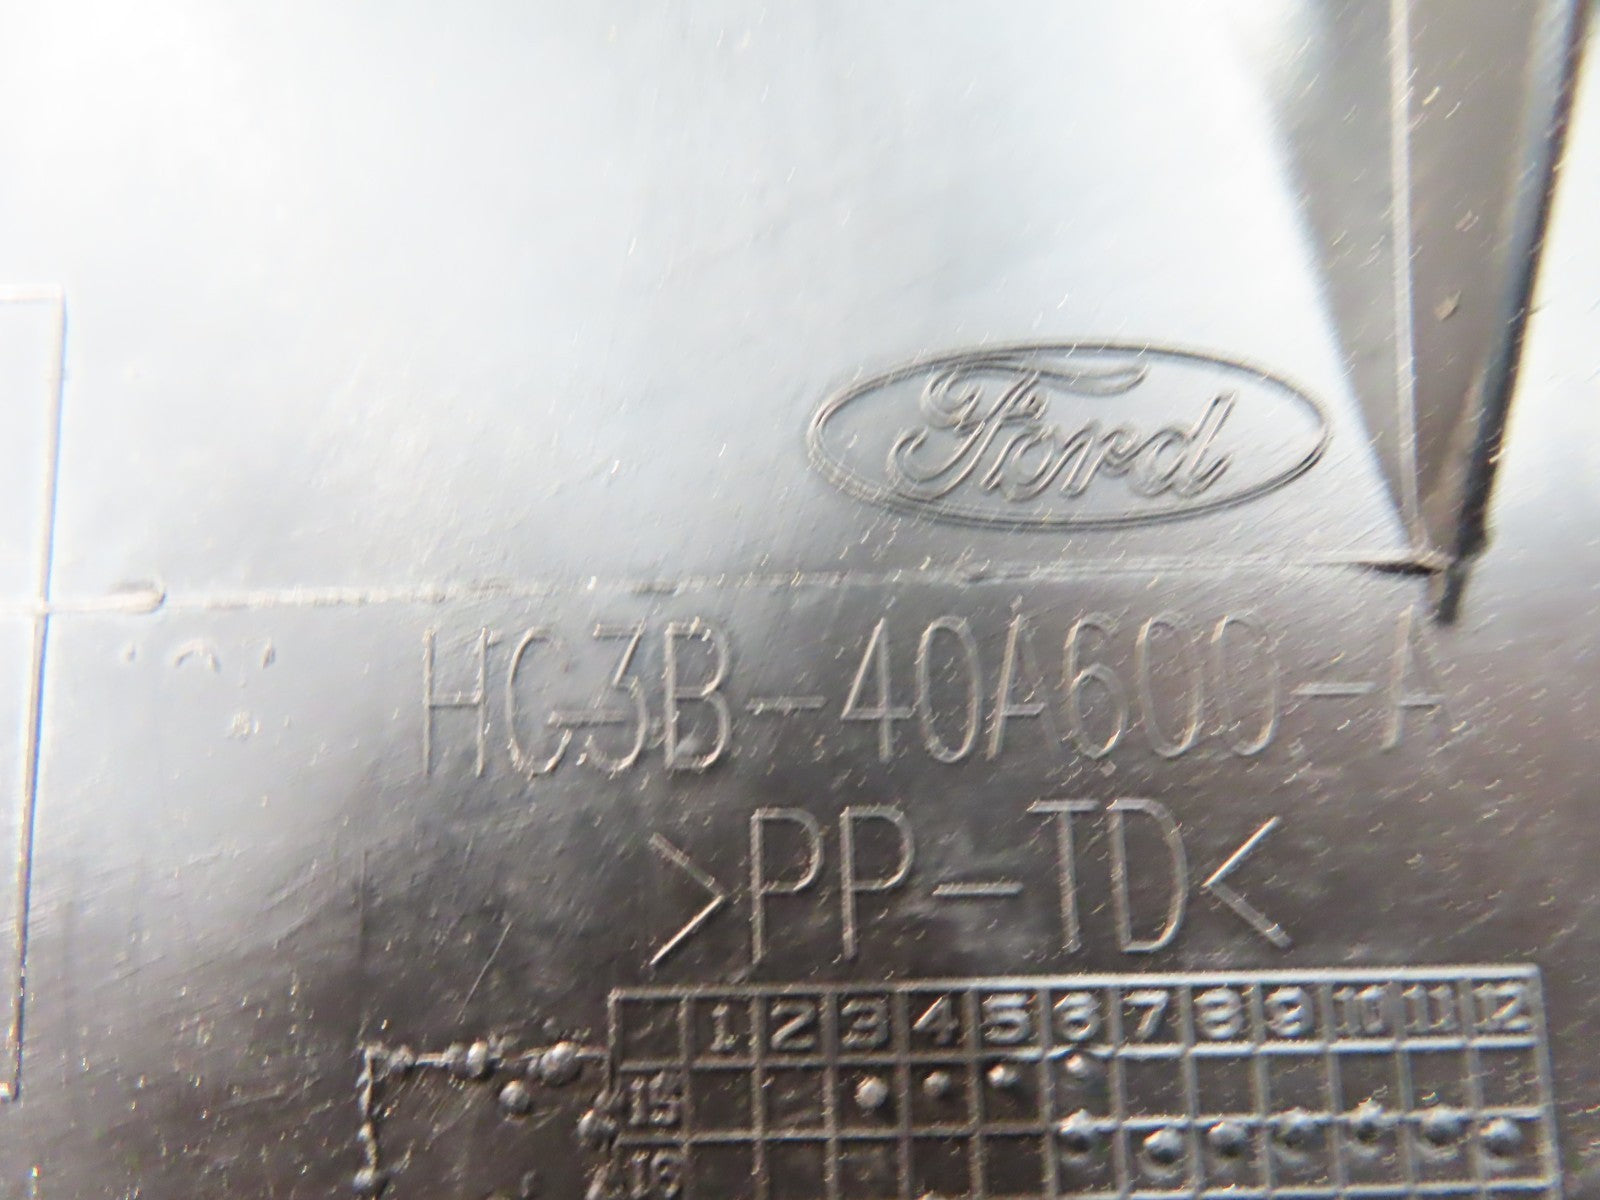 Ford
HC3B-40A600-A
>PP-TD<
1 2 3 4 5 6 7 8 9 10 11 12
15
16